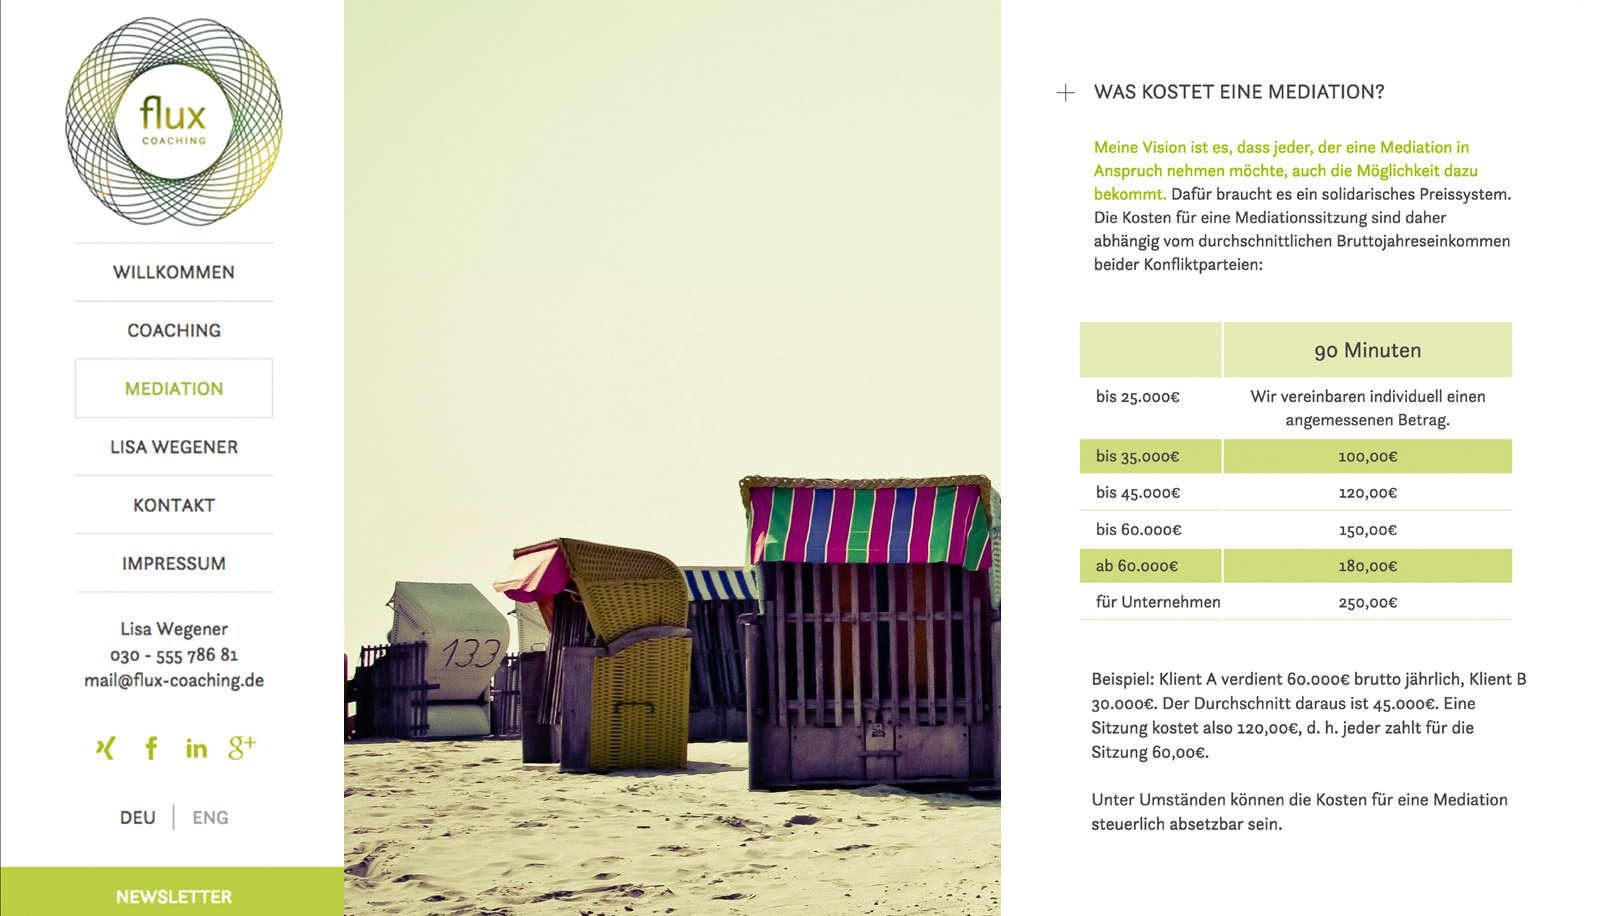 flux
COACHING
WILLKOMMEN
COACHING
MEDIATION
LISA WEGENER
KONTAKT
IMPRESSUM
Lisa Wegener
030 - 555 786 81
mail@flux-coaching.de
f in g+
DEU | ENG
NEWSLETTER
133
WAS KOSTET EINE MEDIATION?
Meine Vision ist es, dass jeder, der eine Mediation in
Anspruch nehmen möchte, auch die Möglichkeit dazu
bekommt. Dafür braucht es ein solidarisches Preissystem.
Die Kosten für eine Mediationssitzung sind daher
abhängig vom durchschnittlichen Bruttojahreseinkommen
beider Konfliktparteien:
90 Minuten
bis 25.000€ Wir vereinbaren individuell einen
angemessenen Betrag.
bis 35.000€ 100,00€
bis 45.000€ 120,00€
bis 60.000€ 150,00€
ab 60.000€ 180,00€
für Unternehmen 250,00€
Beispiel: Klient A verdient 60.000€ brutto jährlich, Klient B
30.000€. Der Durchschnitt daraus ist 45.000€. Eine
Sitzung kostet also 120,00€, d. h. jeder zahlt für die
Sitzung 60,00€.
Unter Umständen können die Kosten für eine Mediation
steuerlich absetzbar sein.